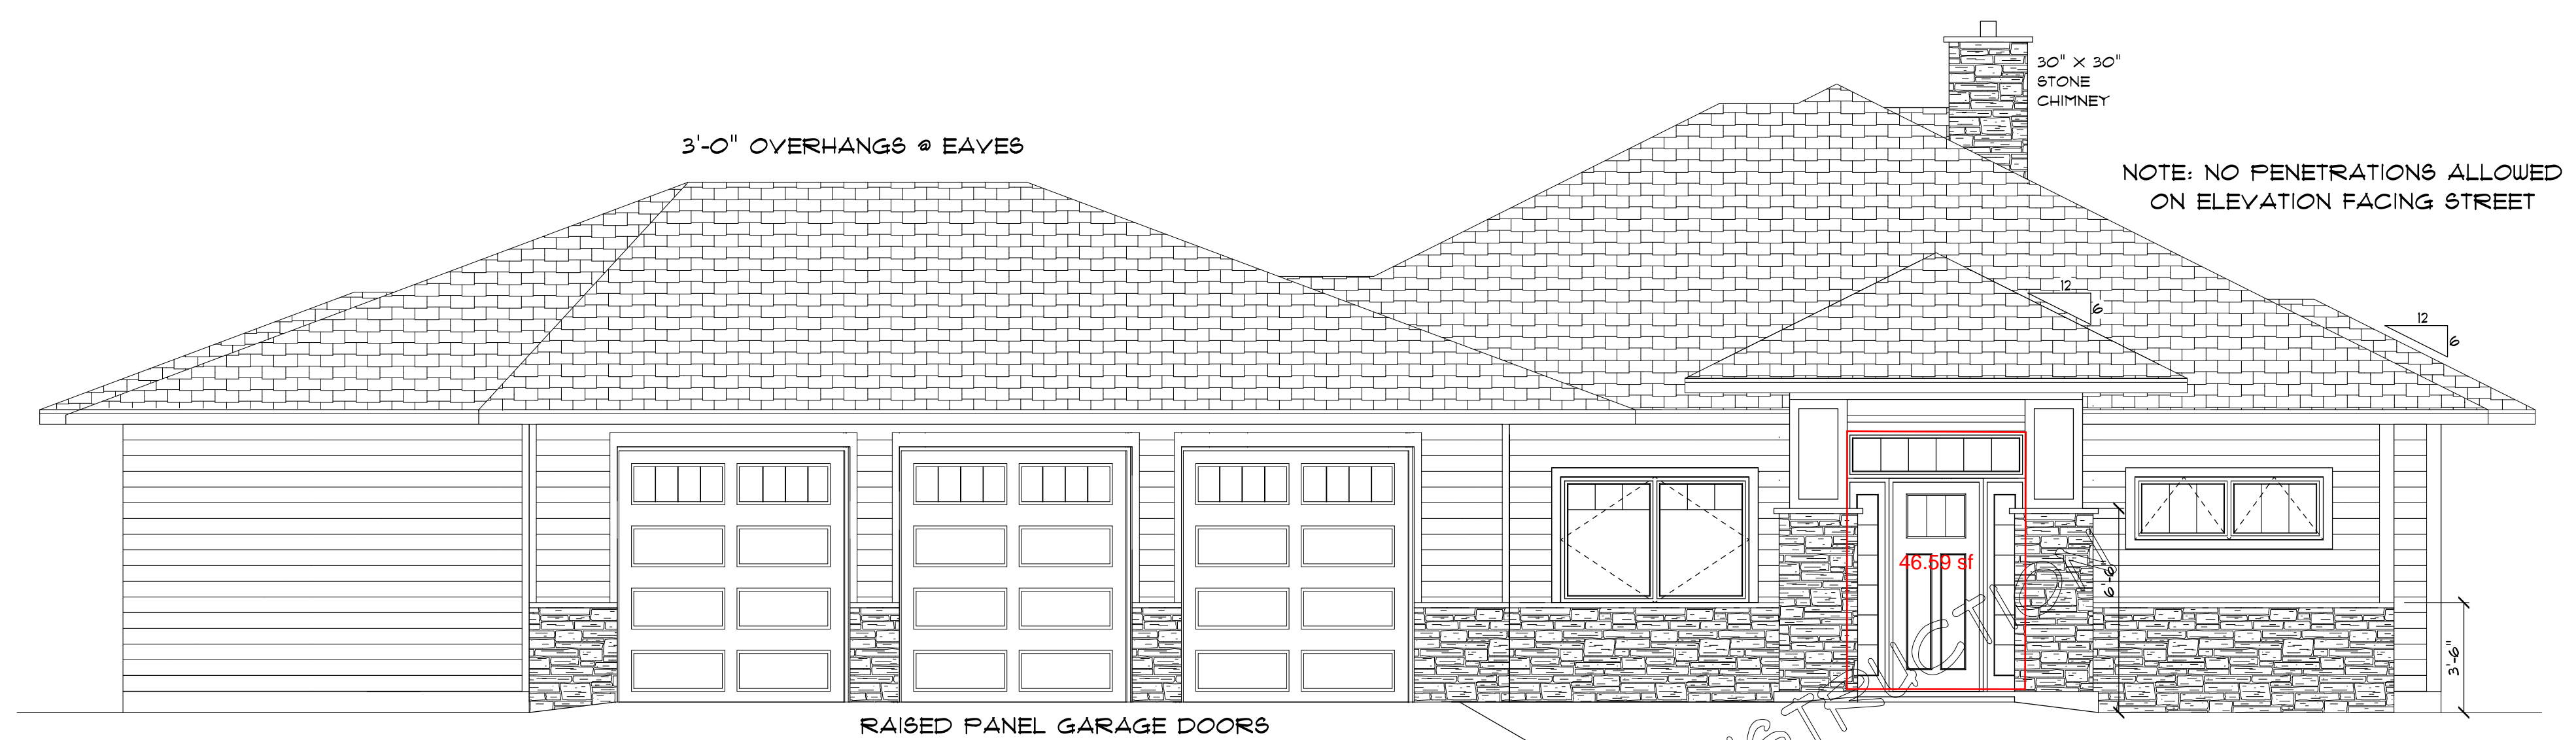 30" X 30"
STONE
CHIMNEY
3'-0" OVERHANGS @ EAVES
NOTE: NO PENETRATIONS ALLOWED
ON ELEVATION FACING STREET
12
6
12
6
46.59 sf
6'-6"
3'-6"
RAISED PANEL GARAGE DOORS